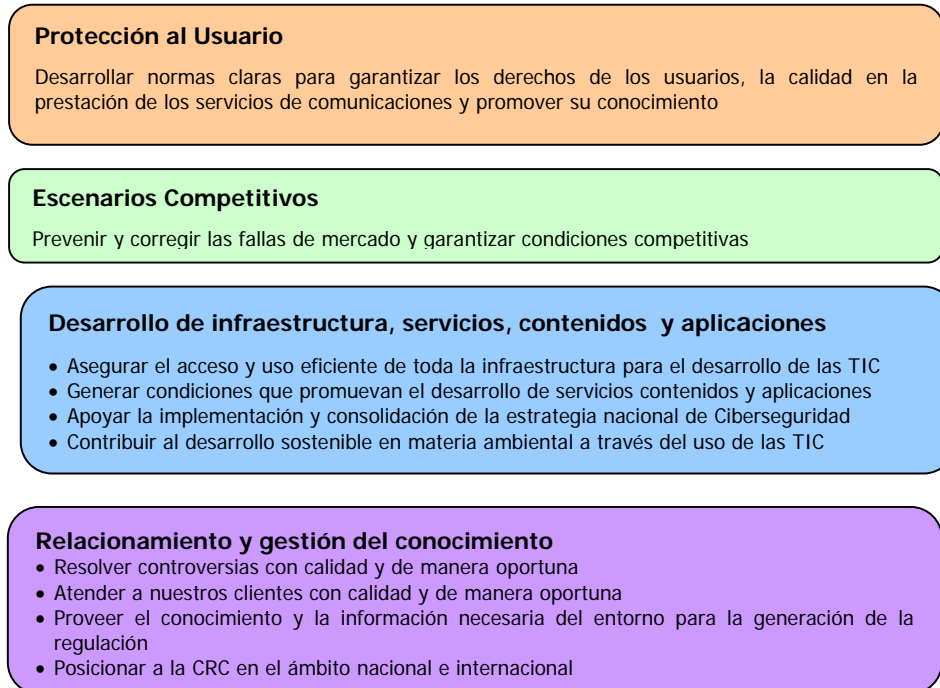 Protección al Usuario
Desarrollar normas claras para garantizar los derechos de los usuarios, la calidad en la
prestación de los servicios de comunicaciones y promover su conocimiento
Escenarios Competitivos
Prevenir y corregir las fallas de mercado y garantizar condiciones competitivas
Desarrollo de infraestructura, servicios, contenidos y aplicaciones
• Asegurar el acceso y uso eficiente de toda la infraestructura para el desarrollo de las TIC
• Generar condiciones que promuevan el desarrollo de servicios contenidos y aplicaciones
• Apoyar la implementación y consolidación de la estrategia nacional de Ciberseguridad
• Contribuir al desarrollo sostenible en materia ambiental a través del uso de las TIC
Relacionamiento y gestión del conocimiento
• Resolver controversias con calidad y de manera oportuna
• Atender a nuestros clientes con calidad y de manera oportuna
• Proveer el conocimiento y la información necesaria del entorno para la generación de la
regulación
• Posicionar a la CRC en el ámbito nacional e internacional